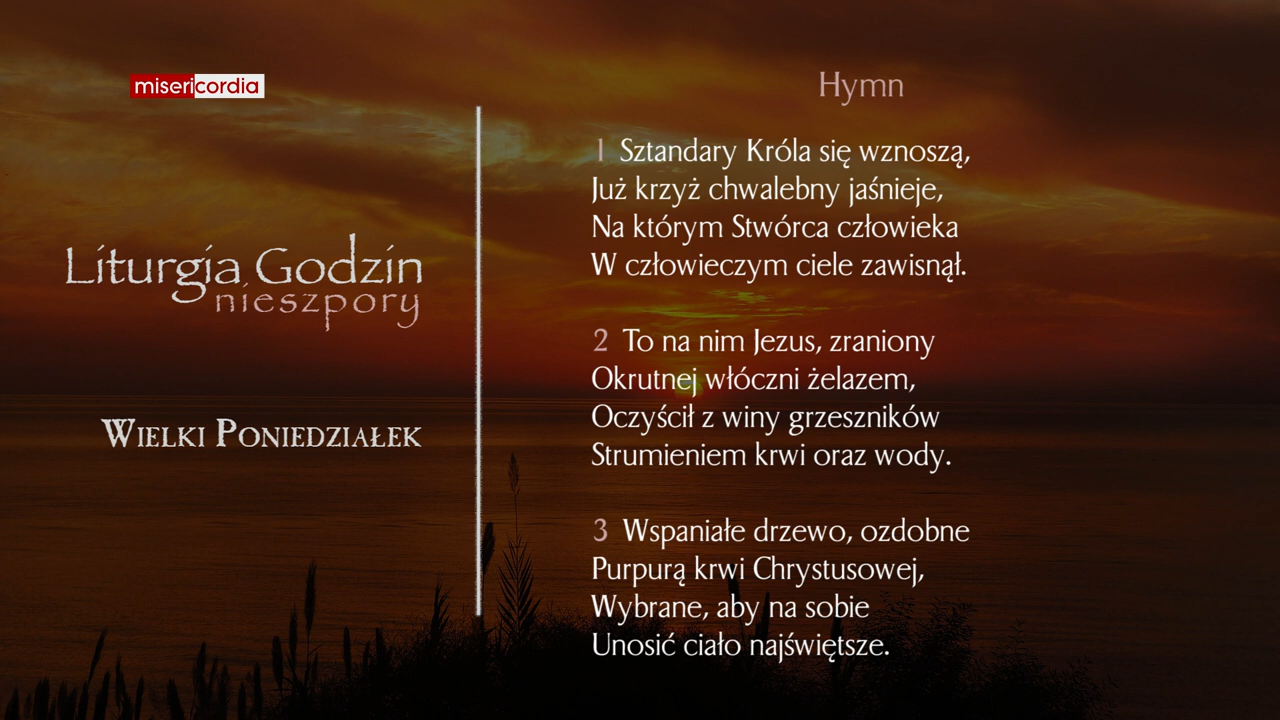 misericordia
Liturgia Godzin
nieszpory
Wielki Poniedziałek
Hymn
1 Sztandary Króla się wznoszą,
Już krzyż chwalebny jaśnieje,
Na którym Stwórca człowieka
W człowieczym ciele zawisnął.
2 To na nim Jezus, zraniony
Okrutnej włóczni żelazem,
Oczyścił z winy grzeszników
Strumieniem krwi oraz wody.
3 Wspaniałe drzewo, ozdobne
Purpurą krwi Chrystusowej,
Wybrane, aby na sobie
Unosić ciało najświętsze.